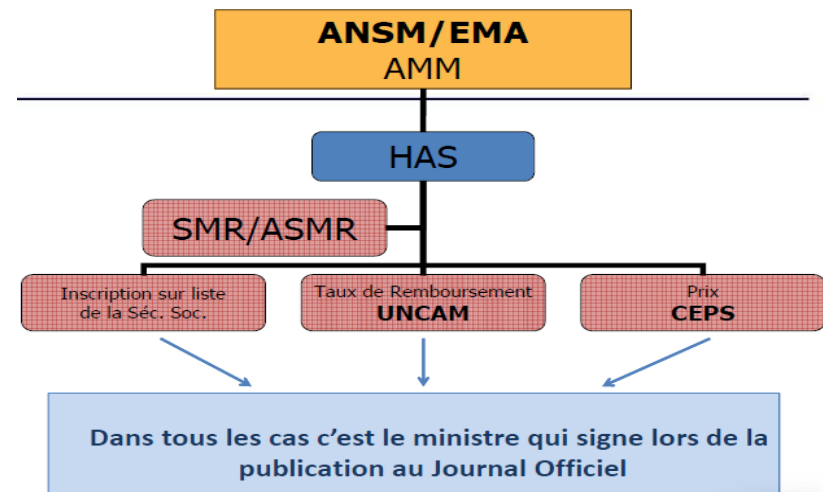 ANSM/EMA
AMM
HAS
SMR/ASMR
Inscription sur liste
de la Séc. Soc.
Taux de Remboursement
UNCAM
Prix
CEPS
Dans tous les cas c’est le ministre qui signe lors de la
publication au Journal Officiel